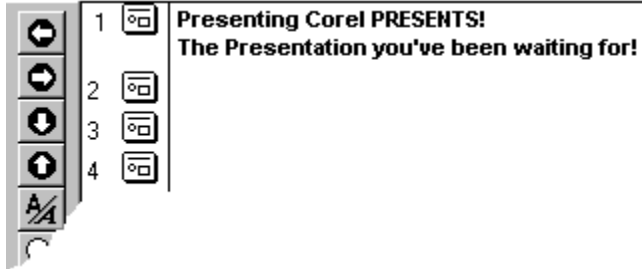 1 Presenting Corel PRESENTS!
The Presentation you've been waiting for!
2
3
4
A/A